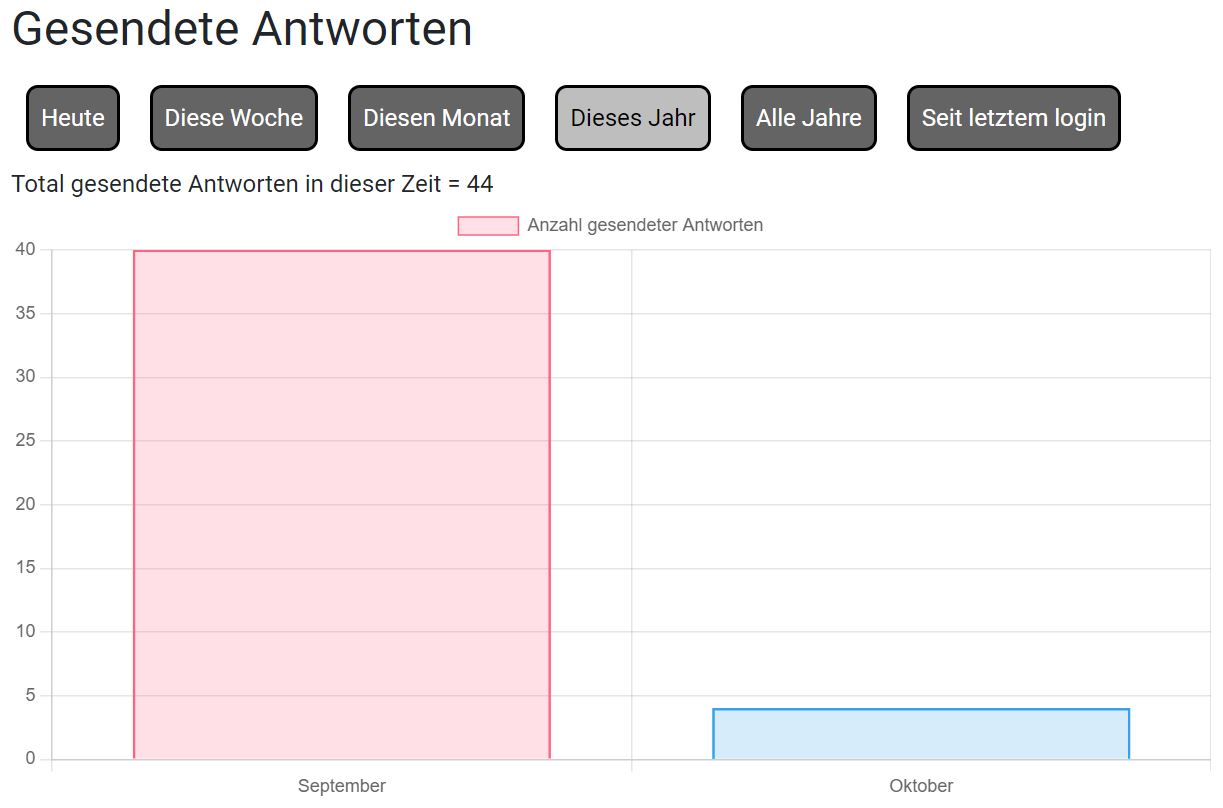 Gesendete Antworten
Heute Diese Woche Diesen Monat Dieses Jahr Alle Jahre Seit letztem login
Total gesendete Antworten in dieser Zeit = 44
Anzahl gesendeter Antworten
40
35
30
25
20
15
10
5
0
September Oktober